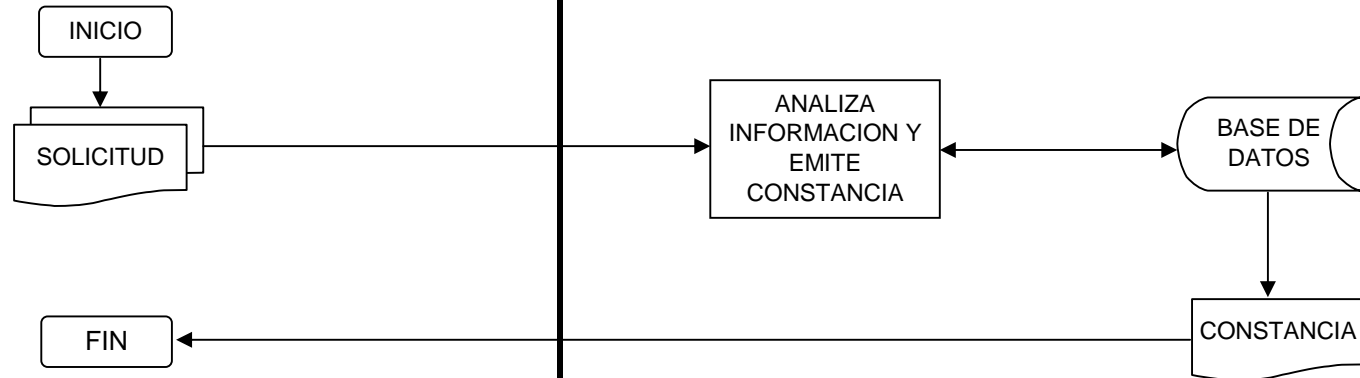 INICIO
SOLICITUD
ANALIZA
INFORMACION Y
EMITE
CONSTANCIA
BASE DE
DATOS
FIN
CONSTANCIA